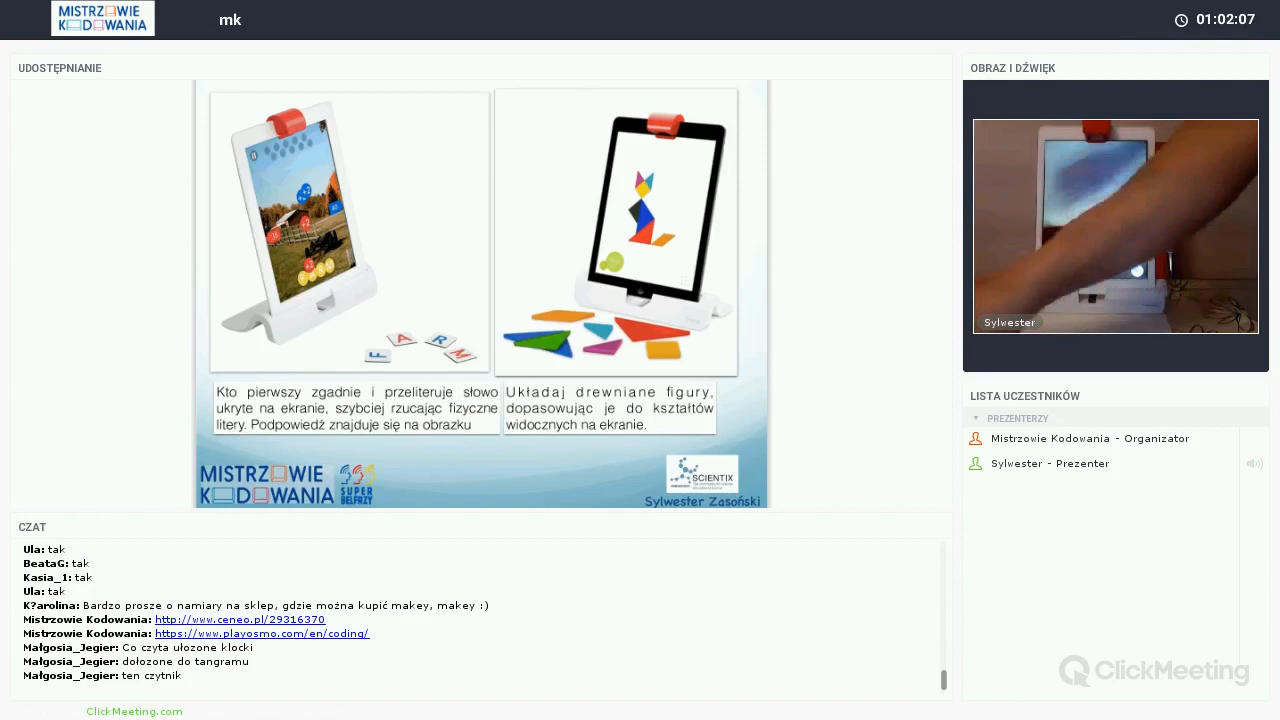 MISTRZOWIE
KODOWANIA
mk
01:02:07
UDOSTĘPNIANIE
F
A
R
M
Kto pierwszy zgadnie i przeliteruje słowo
ukryte na ekranie, szybciej rzucając fizyczne
litery. Podpowiedź znajduje się na obrazku
Układaj drewniane figury,
dopasowując je do kształtów
widocznych na ekranie.
MISTRZOWIE
KODOWANIA
SUPER
BELFRZY
SCIENTIX
Sylwester Zasoński
OBRAZ I DŹWIĘK
Sylwester
LISTA UCZESTNIKÓW
PREZENTERZY
Mistrzowie Kodowania - Organizator
Sylwester - Prezenter
CZAT
Ula: tak
BeataG: tak
Kasia_1: tak
Ula: tak
K?arolina: Bardzo prosze o namiary na sklep, gdzie można kupić makey, makey :)
Mistrzowie Kodowania: http://www.ceneo.pl/29316370
Mistrzowie Kodowania: https://www.playosmo.com/en/coding/
Małgosia_Jegier: Co czyta ułozone klocki
Małgosia_Jegier: dołozone do tangramu
Małgosia_Jegier: ten czytnik
ClickMeeting
ClickMeeting.com